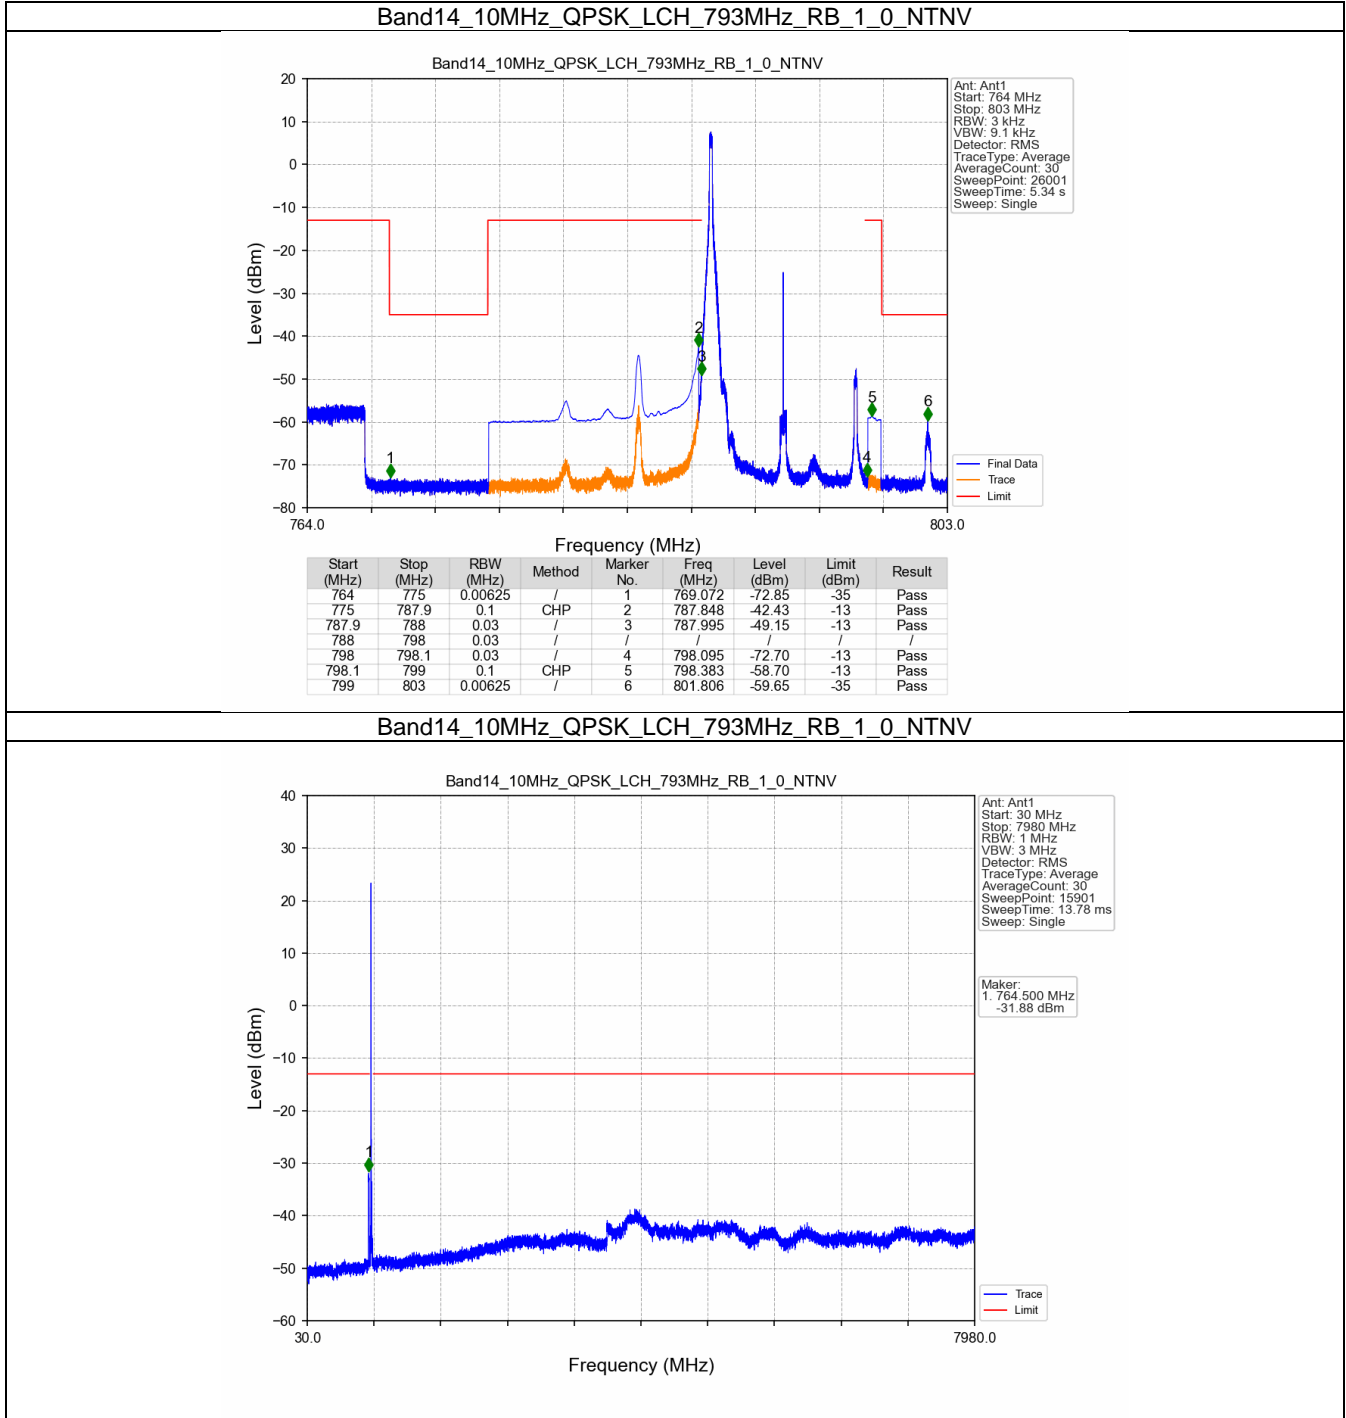 Band14_10MHz_QPSK_LCH_793MHz_RB_1_0_NTNV
Band14_10MHz_QPSK_LCH_793MHz_RB_1_0_NTNV
20
10
0
−10
−20
−30
−40
−50
−60
−70
−80
Level (dBm)
1
2
3
4
5
6
764.0
803.0
Frequency (MHz)
Ant: Ant1
Start: 764 MHz
Stop: 803 MHz
RBW: 3 kHz
VBW: 9.1 kHz
Detector: RMS
TraceType: Average
AverageCount: 30
SweepPoint: 26001
SweepTime: 5.34 s
Sweep: Single
Final Data
Trace
Limit
Start (MHz) Stop (MHz) RBW (MHz) Method Marker No. Freq (MHz) Level (dBm) Limit (dBm) Result
764 775 0.00625 / 1 769.072 -72.85 -35 Pass
775 787.9 0.1 CHP 2 787.848 -42.43 -13 Pass
787.9 788 0.03 / 3 787.995 -49.15 -13 Pass
788 798 0.03 / / / / / /
798 798.1 0.03 / 4 798.095 -72.70 -13 Pass
798.1 799 0.1 CHP 5 798.383 -58.70 -13 Pass
799 803 0.00625 / 6 801.806 -59.65 -35 Pass
Band14_10MHz_QPSK_LCH_793MHz_RB_1_0_NTNV
Band14_10MHz_QPSK_LCH_793MHz_RB_1_0_NTNV
40
30
20
10
0
−10
−20
−30
−40
−50
−60
Level (dBm)
1
30.0
7980.0
Frequency (MHz)
Ant: Ant1
Start: 30 MHz
Stop: 7980 MHz
RBW: 1 MHz
VBW: 3 MHz
Detector: RMS
TraceType: Average
AverageCount: 30
SweepPoint: 15901
SweepTime: 13.78 ms
Sweep: Single
Maker:
1. 764.500 MHz
-31.88 dBm
Trace
Limit